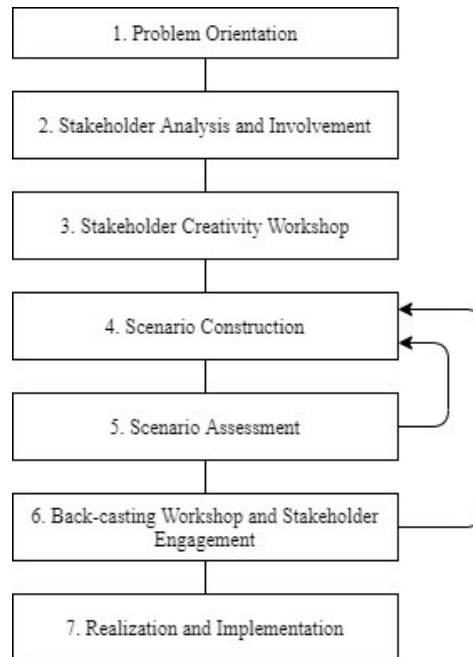 1. Problem Orientation
2. Stakeholder Analysis and Involvement
3. Stakeholder Creativity Workshop
4. Scenario Construction
5. Scenario Assessment
6. Back-casting Workshop and Stakeholder
Engagement
7. Realization and Implementation